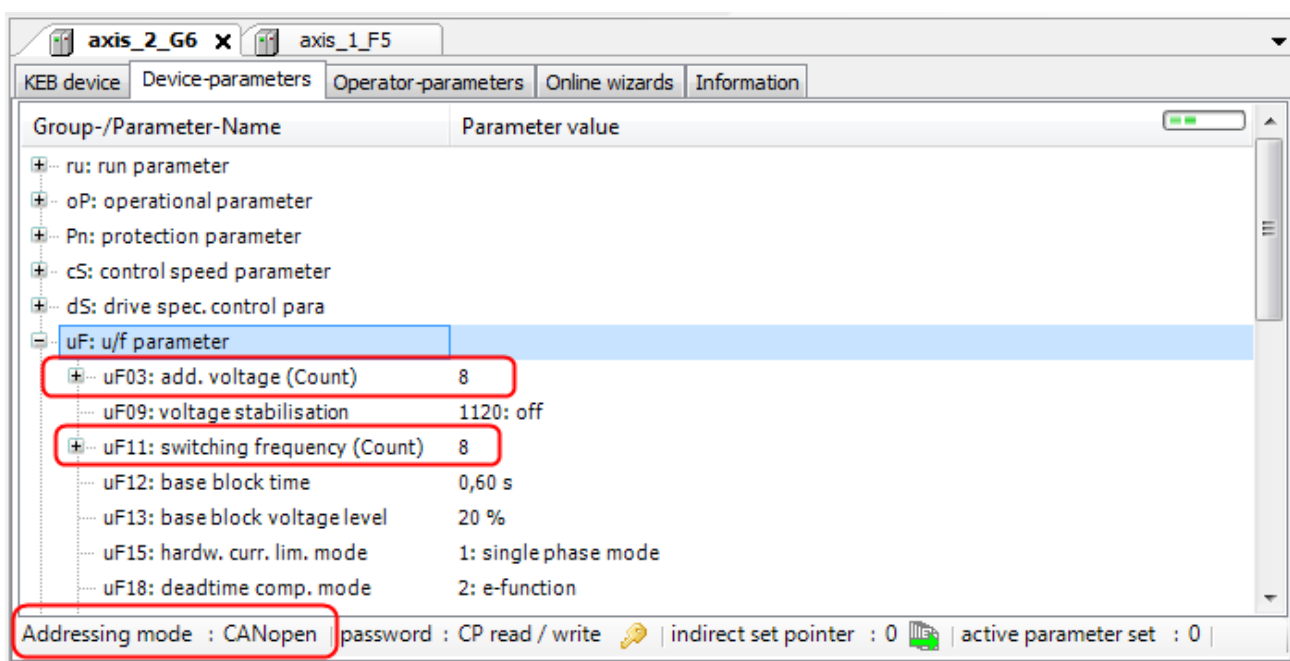 axis_2_G6 x axis_1_F5
KEB device Device-parameters Operator-parameters Online wizards Information
Group-/Parameter-Name Parameter value
ru: run parameter
oP: operational parameter
Pn: protection parameter
cS: control speed parameter
dS: drive spec. control para
uF: u/f parameter
uF03: add. voltage (Count) 8
uF09: voltage stabilisation 1120: off
uF11: switching frequency (Count) 8
uF12: base block time 0,60 s
uF13: base block voltage level 20 %
uF15: hardw. curr. lim. mode 1: single phase mode
uF18: deadtime comp. mode 2: e-function
Addressing mode : CANopen | password : CP read / write | indirect set pointer : 0 | active parameter set : 0 |